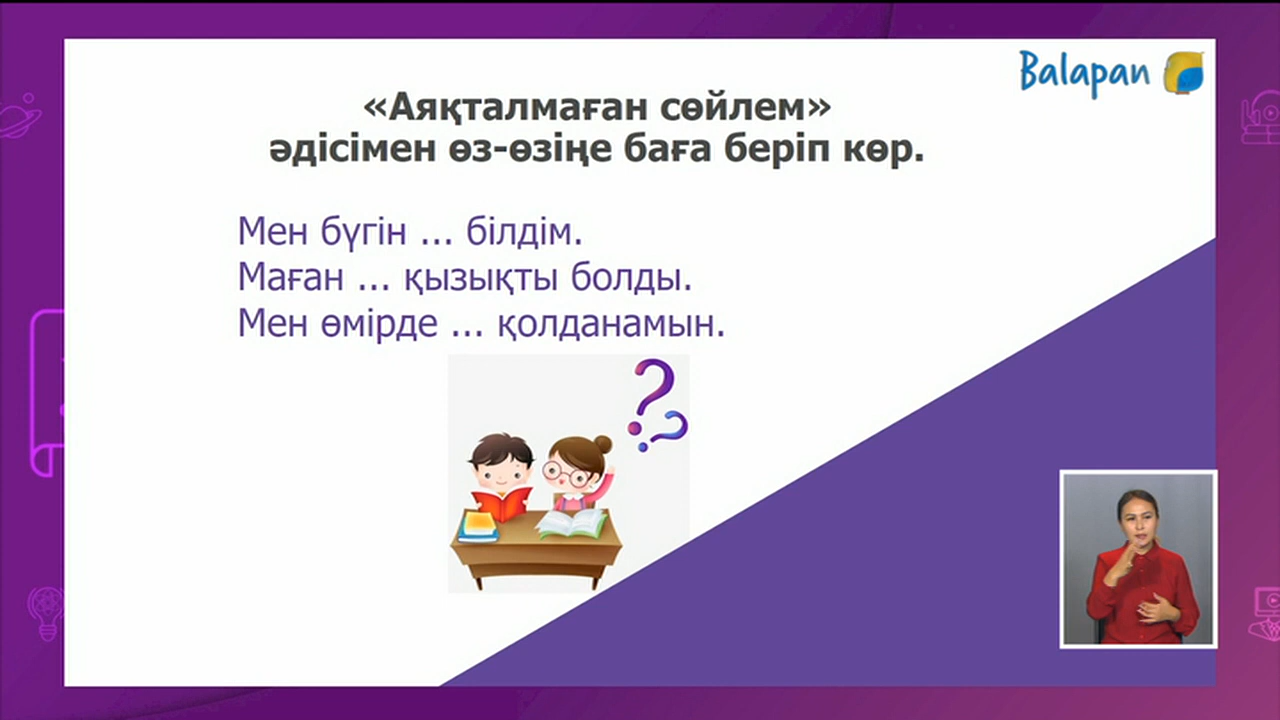 Balapan
«Аяқталмаған сөйлем»
әдісімен өз-өзіңе баға беріп көр.
Мен бүгін ... білдім.
Маған ... қызықты болды.
Мен өмірде ... қолданамын.